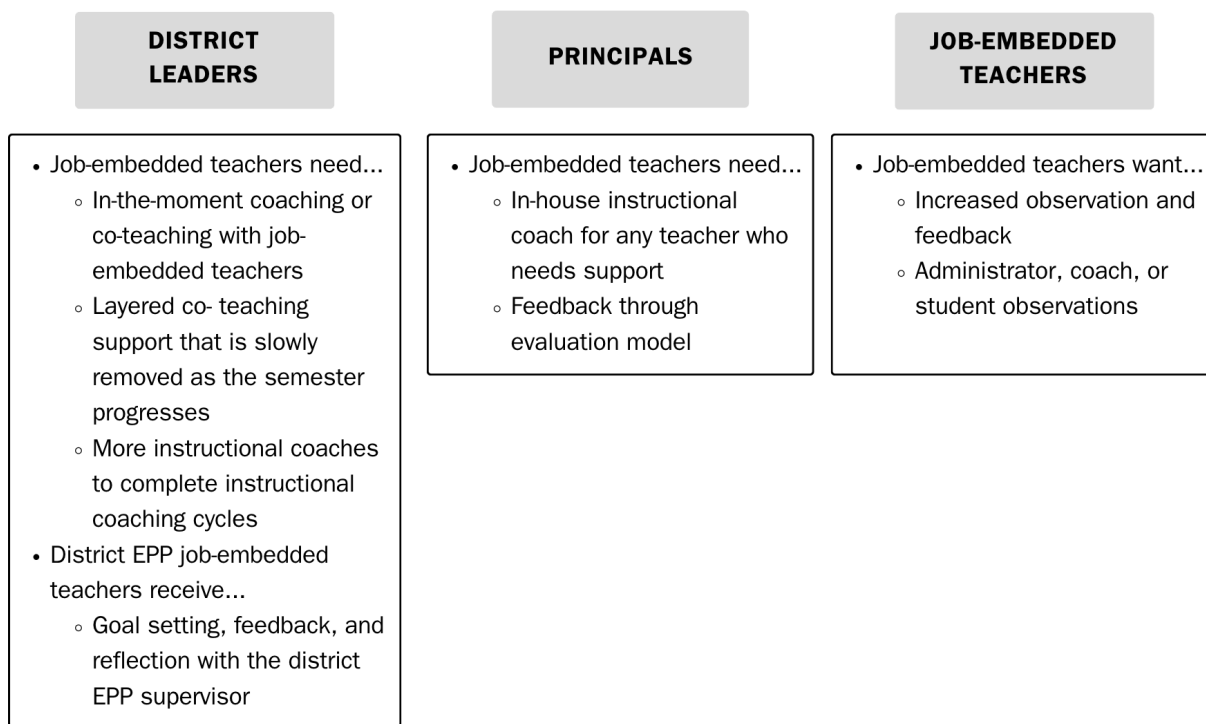 DISTRICT
LEADERS
• Job-embedded teachers need...
◦ In-the-moment coaching or
co-teaching with job-
embedded teachers
◦ Layered co- teaching
support that is slowly
removed as the semester
progresses
◦ More instructional coaches
to complete instructional
coaching cycles
• District EPP job-embedded
teachers receive...
◦ Goal setting, feedback, and
reflection with the district
EPP supervisor
PRINCIPALS
• Job-embedded teachers need...
◦ In-house instructional
coach for any teacher who
needs support
◦ Feedback through
evaluation model
JOB-EMBEDDED
TEACHERS
• Job-embedded teachers want...
◦ Increased observation and
feedback
◦ Administrator, coach, or
student observations